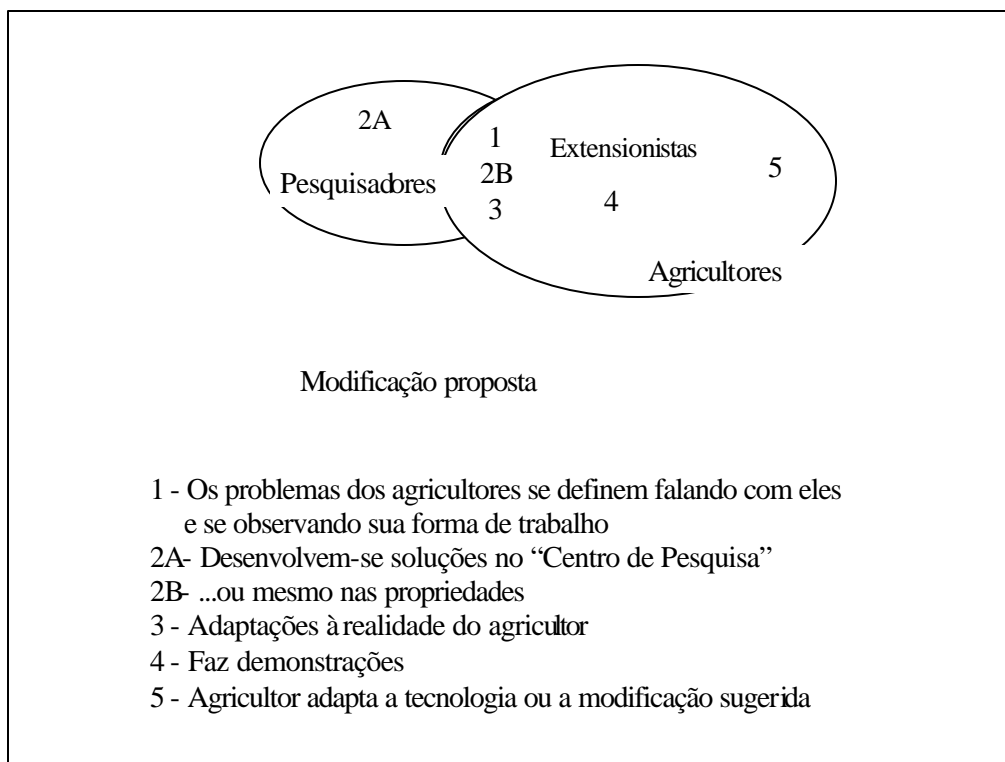 2A
1
Extensionistas
5
Pesquisadores
2B
4
3
Agricultores
Modificação proposta
1 - Os problemas dos agricultores se definem falando com eles
e se observando sua forma de trabalho
2A- Desenvolvem-se soluções no “Centro de Pesquisa”
2B- ...ou mesmo nas propriedades
3 - Adaptações à realidade do agricultor
4 - Faz demonstrações
5 - Agricultor adapta a tecnologia ou a modificação sugerida